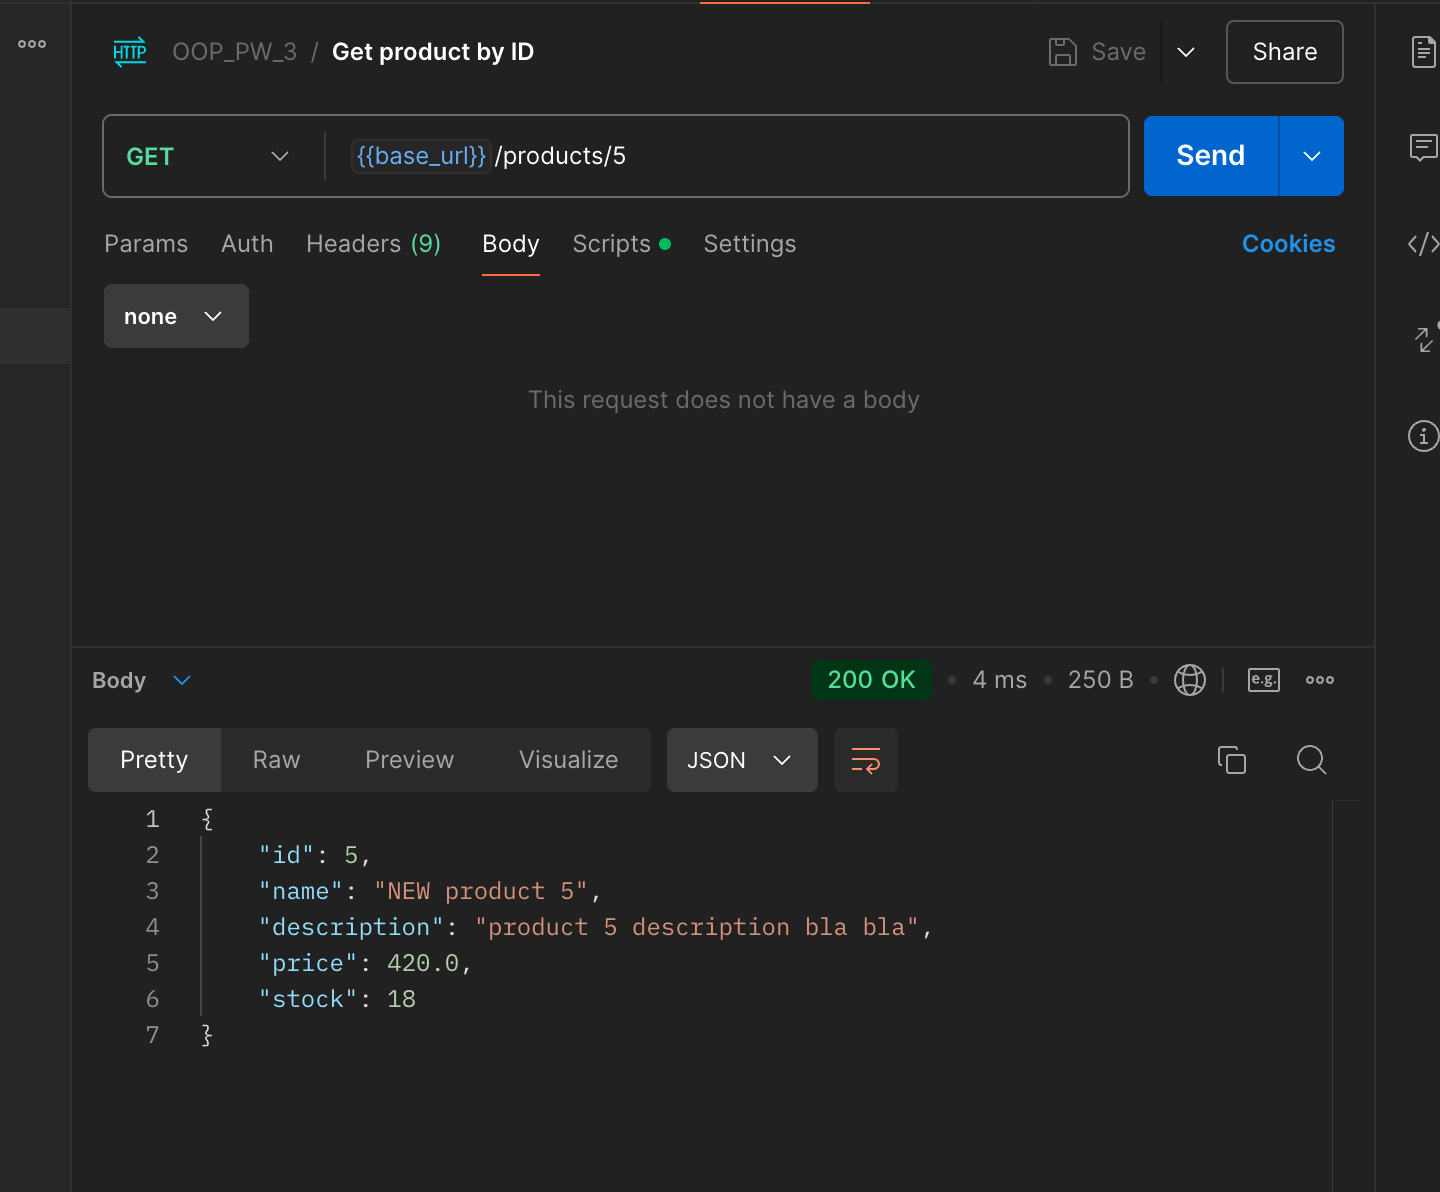 HTTP OOP_PW_3 / Get product by ID Save Share
GET {{base_url}}/products/5 Send
Params Auth Headers (9) Body Scripts Settings Cookies
none
This request does not have a body
Body 200 OK • 4 ms • 250 B • e.g.
Pretty Raw Preview Visualize JSON
1 {
2 "id": 5,
3 "name": "NEW product 5",
4 "description": "product 5 description bla bla",
5 "price": 420.0,
6 "stock": 18
7 }